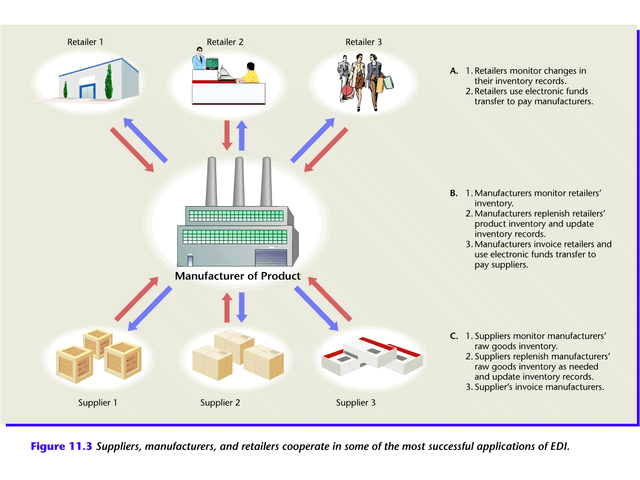 Retailer 1
Retailer 2
Retailer 3
A. 1. Retailers monitor changes in
their inventory records.
2. Retailers use electronic funds
transfer to pay manufacturers.
B. 1. Manufacturers monitor retailers'
inventory.
2. Manufacturers replenish retailers'
product inventory and update
inventory records.
3. Manufacturers invoice retailers and
use electronic funds transfer to
pay suppliers.
Manufacturer of Product
C. 1. Suppliers monitor manufacturers'
raw goods inventory.
2. Suppliers replenish manufacturers'
raw goods inventory as needed
and update inventory records.
3. Supplier's invoice manufacturers.
Supplier 1
Supplier 2
Supplier 3
Figure 11.3 Suppliers, manufacturers, and retailers cooperate in some of the most successful applications of EDI.